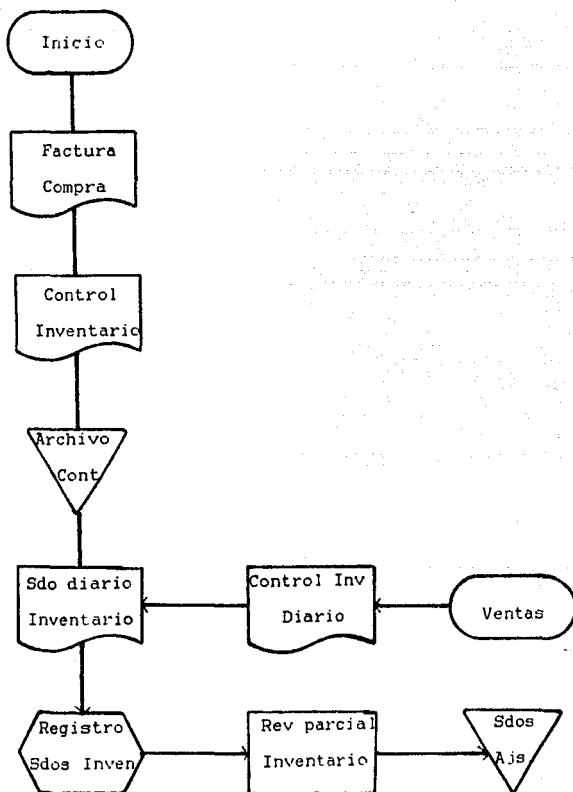 Inicio
Factura
Compra
Control
Inventario
Archivo
Cont
Sdo diario
Inventario
Control Inv
Diario
Ventas
Registro
Sdos Inven
Rev parcial
Inventario
Sdos
Ajs